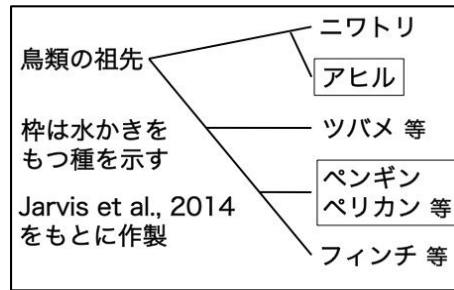 鳥類の祖先
枠は水かきを
もつ種を示す
Jarvis et al., 2014
をもとに作製
ニワトリ
アヒル
ツバメ 等
ペンギン
ペリカン 等
フィンチ 等